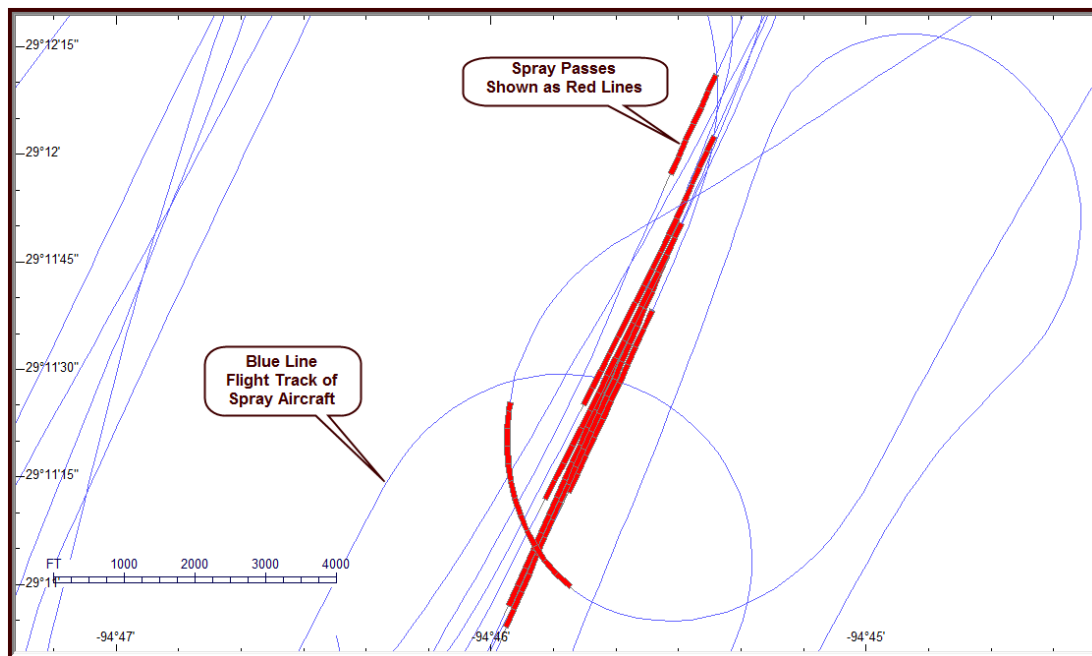 29°12'15"
Spray Passes
Shown as Red Lines
29°12'
29°11'45"
29°11'30"
Blue Line
Flight Track of
Spray Aircraft
29°11'15"
FT 1000 2000 3000 4000
29°11'
-94°47' -94°46' -94°45'